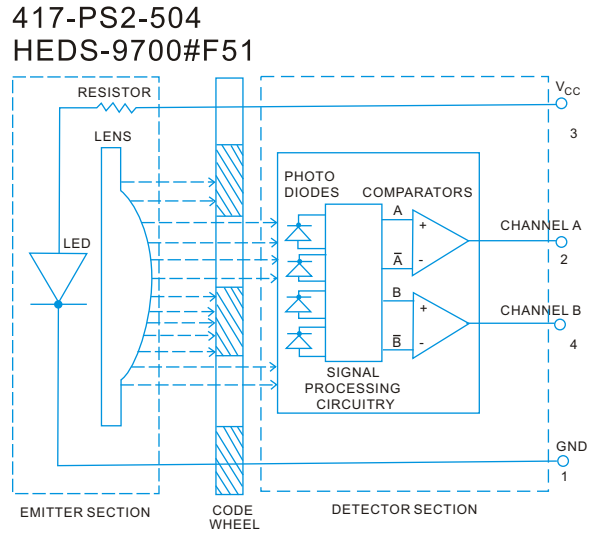 417-PS2-504
HEDS-9700#F51
RESISTOR
VCC
3
LENS
PHOTO
DIODES
COMPARATORS
A
+
CHANNEL A
LED
A̅
-
2
B
+
CHANNEL B
B̅
-
4
SIGNAL
PROCESSING
CIRCUITRY
GND
1
EMITTER SECTION
CODE
WHEEL
DETECTOR SECTION